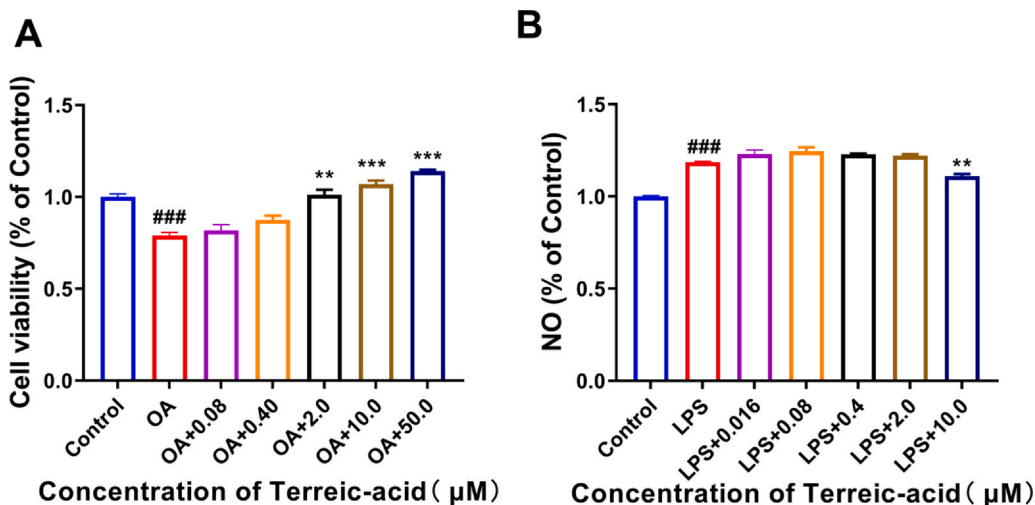 A
Cell viability (% of Control)
1.5
1.0
0.5
0.0
###
**
***
***
Control
OA
OA+0.08
OA+0.40
OA+2.0
OA+10.0
OA+50.0
Concentration of Terreic-acid( μM)
B
NO (% of Control)
1.5
1.0
0.5
0.0
###
**
Control
LPS
LPS+0.016
LPS+0.08
LPS+0.4
LPS+2.0
LPS+10.0
Concentration of Terreic-acid( μM)